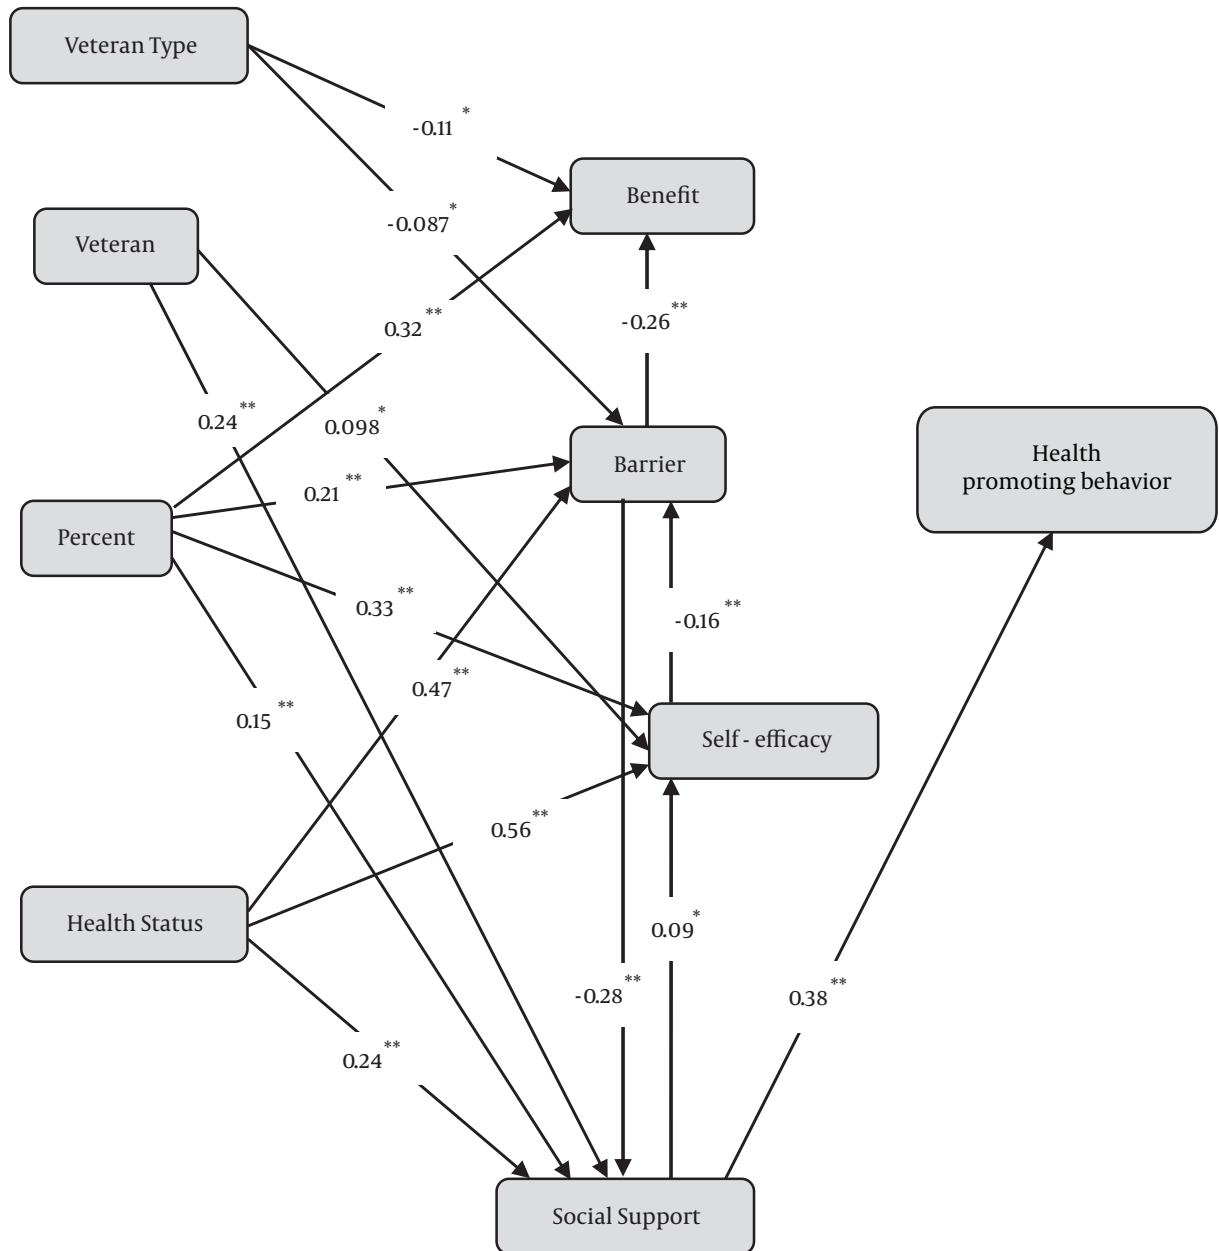 Veteran Type
-0.11 *
Benefit
-0.087*
Veteran
0.32**
-0.26**
0.24**
0.098*
Barrier
Health
promoting behavior
0.21 **
Percent
0.33 **
-0.16 **
0.47**
0.15 **
Self - efficacy
0.56**
Health Status
0.09*
-0.28**
0.38**
0.24**
Social Support